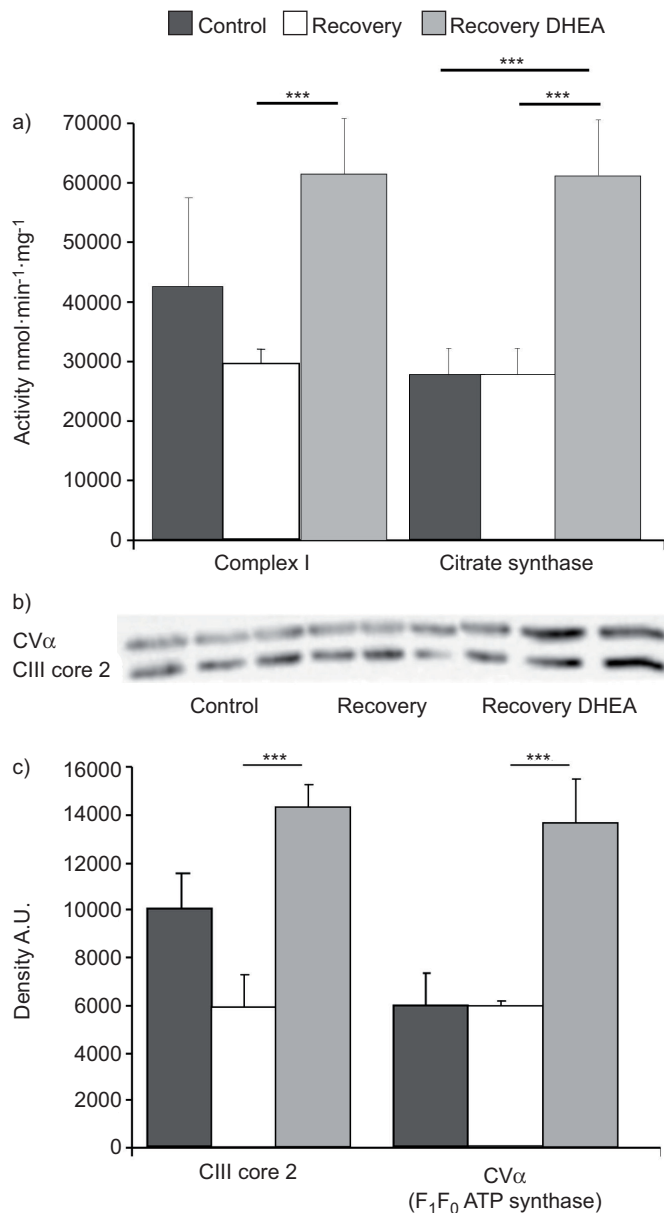 Control Recovery Recovery DHEA
***
a) *** ***
70000
60000
50000
40000
30000
20000
10000
0
Activity nmol·min⁻¹·mg⁻¹
Complex I Citrate synthase
b)
CVα
CIII core 2
Control Recovery Recovery DHEA
c) *** ***
16000
14000
12000
10000
8000
6000
4000
2000
0
Density A.U.
CIII core 2 CVα
(F₁F₀ ATP synthase)